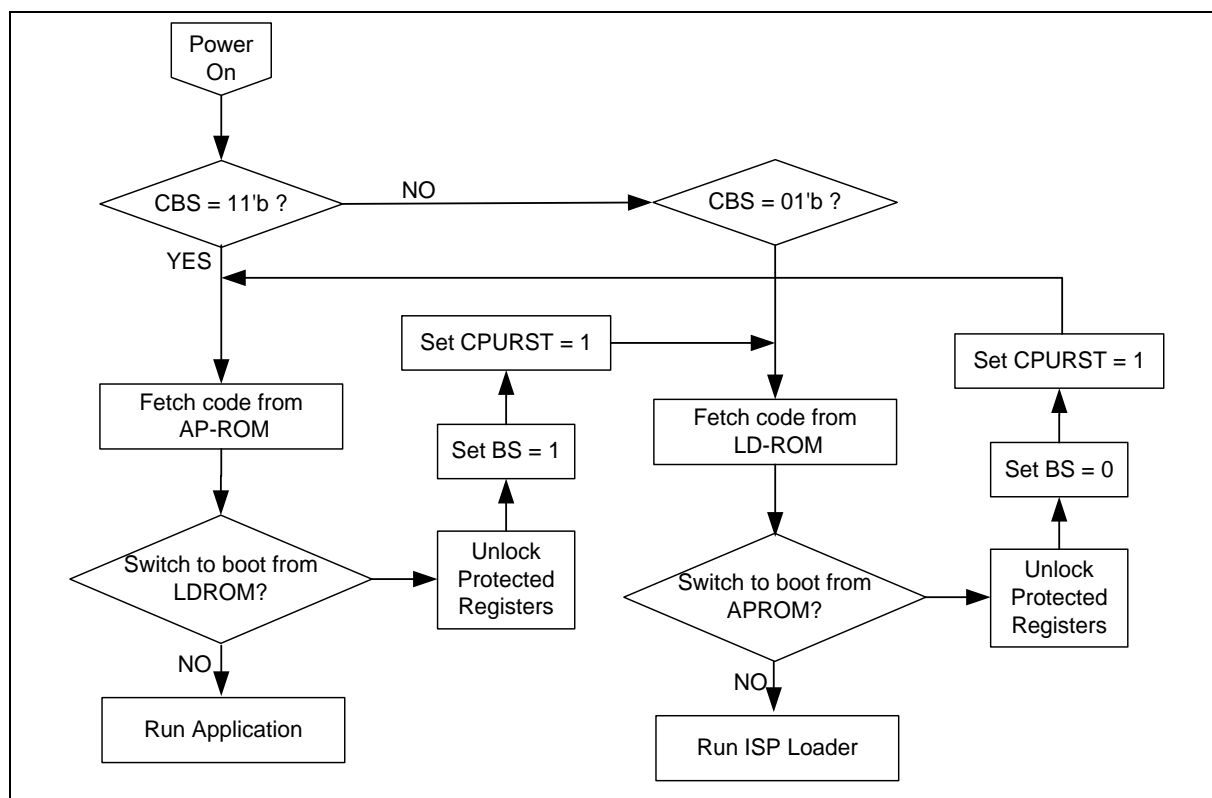 Power
On
CBS = 11'b ?
NO
CBS = 01'b ?
YES
Set CPURST = 1
Set CPURST = 1
Fetch code from
AP-ROM
Set BS = 1
Fetch code from
LD-ROM
Set BS = 0
Switch to boot from
LDROM?
Unlock
Protected
Registers
Switch to boot from
APROM?
Unlock
Protected
Registers
NO
Run Application
NO
Run ISP Loader